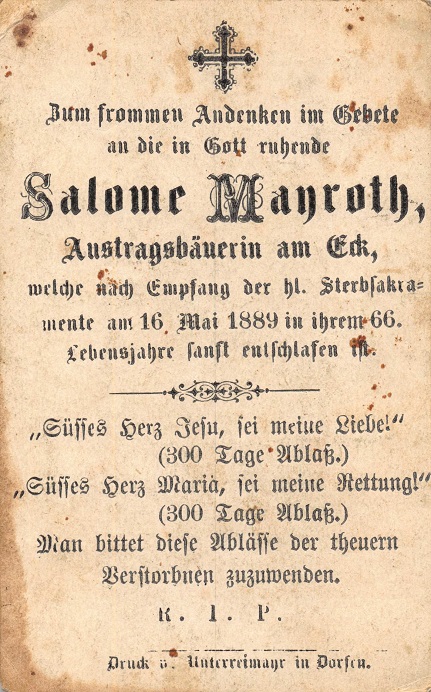 Zum frommen Andenken im Gebete
an die in Gott ruhende
Salome Mayroth,
Austragsbäuerin am Eck,
welche nach Empfang der hl. Sterbsakra-
mente am 16. Mai 1889 in ihrem 66.
Lebensjahre sanft entschlafen ist.
„Süsses Herz Jesu, sei meine Liebe!“
(300 Tage Ablaß.)
„Süsses Herz Mariä, sei meine Rettung!“
(300 Tage Ablaß.)
Man bittet diese Ablässe der theuern
Verstorbnen zuzuwenden.
R. I. P.
Druck v. Unterreitmayr in Dorfen.